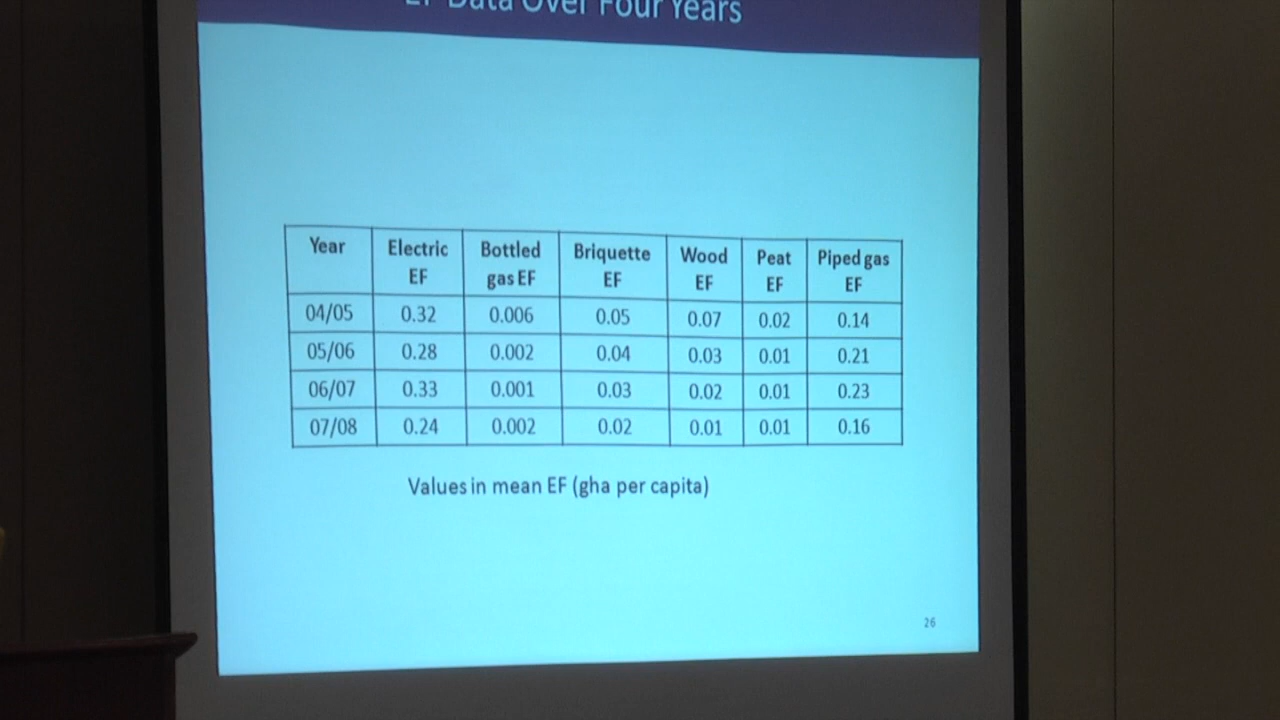 EF Data Over Four Years
Year Electric EF Bottled gas EF Briquette EF Wood EF Peat EF Piped gas EF
04/05 0.32 0.006 0.05 0.07 0.02 0.14
05/06 0.28 0.002 0.04 0.03 0.01 0.21
06/07 0.33 0.001 0.03 0.02 0.01 0.23
07/08 0.24 0.002 0.02 0.01 0.01 0.16
Values in mean EF (gha per capita)
26